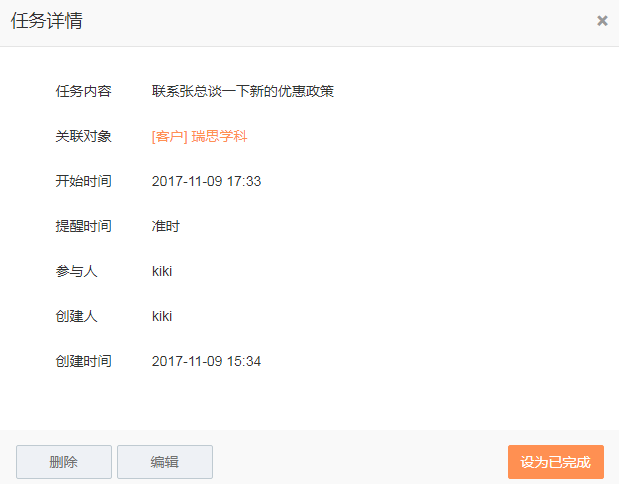 任务详情
任务内容 联系张总谈一下新的优惠政策
关联对象 [客户] 瑞思学科
开始时间 2017-11-09 17:33
提醒时间 准时
参与人 kiki
创建人 kiki
创建时间 2017-11-09 15:34
删除 编辑 设为已完成